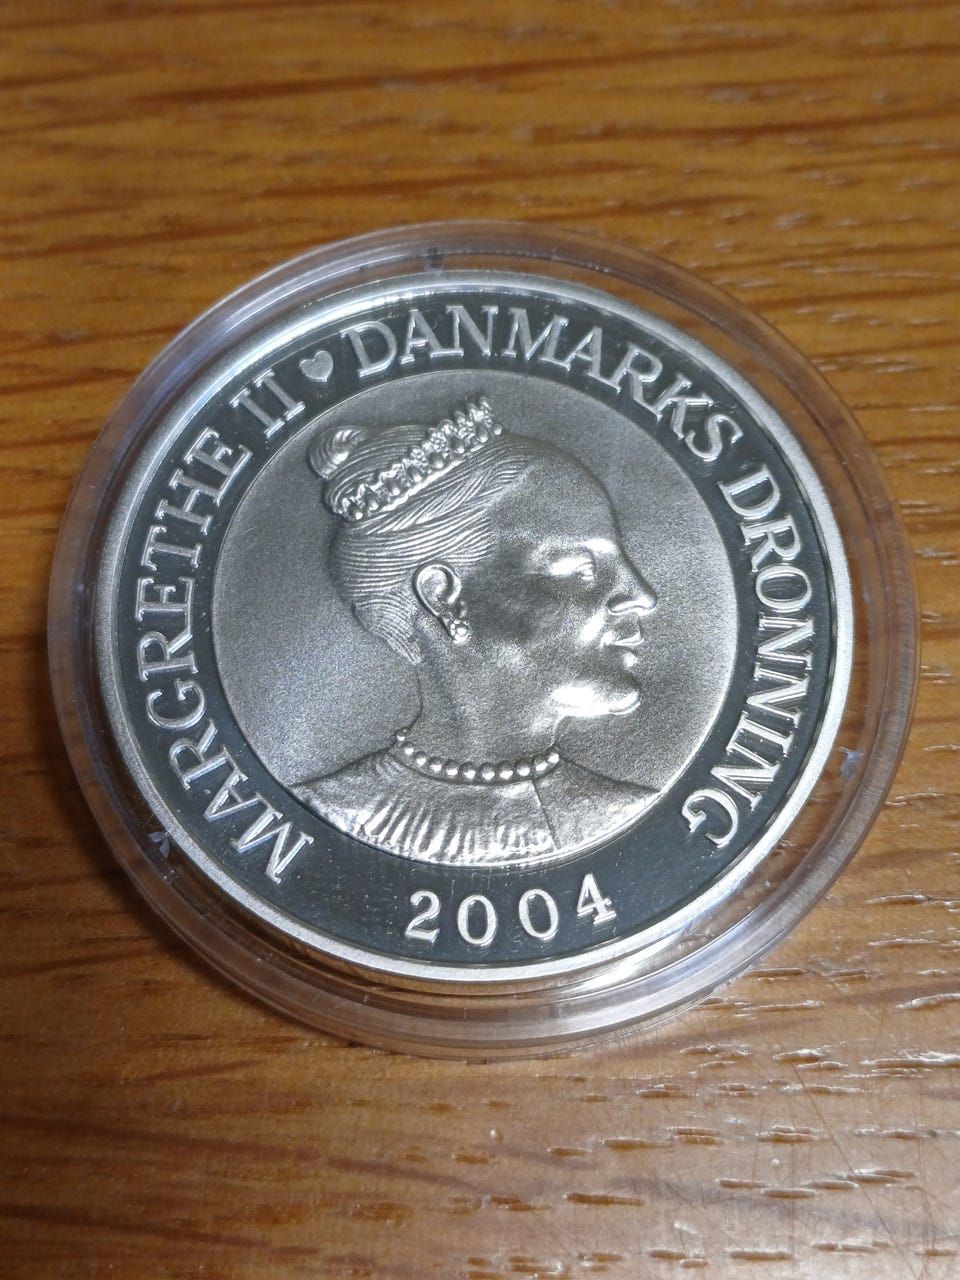 MARGRETHE II ♥ DANMARKS DRONNING
2004